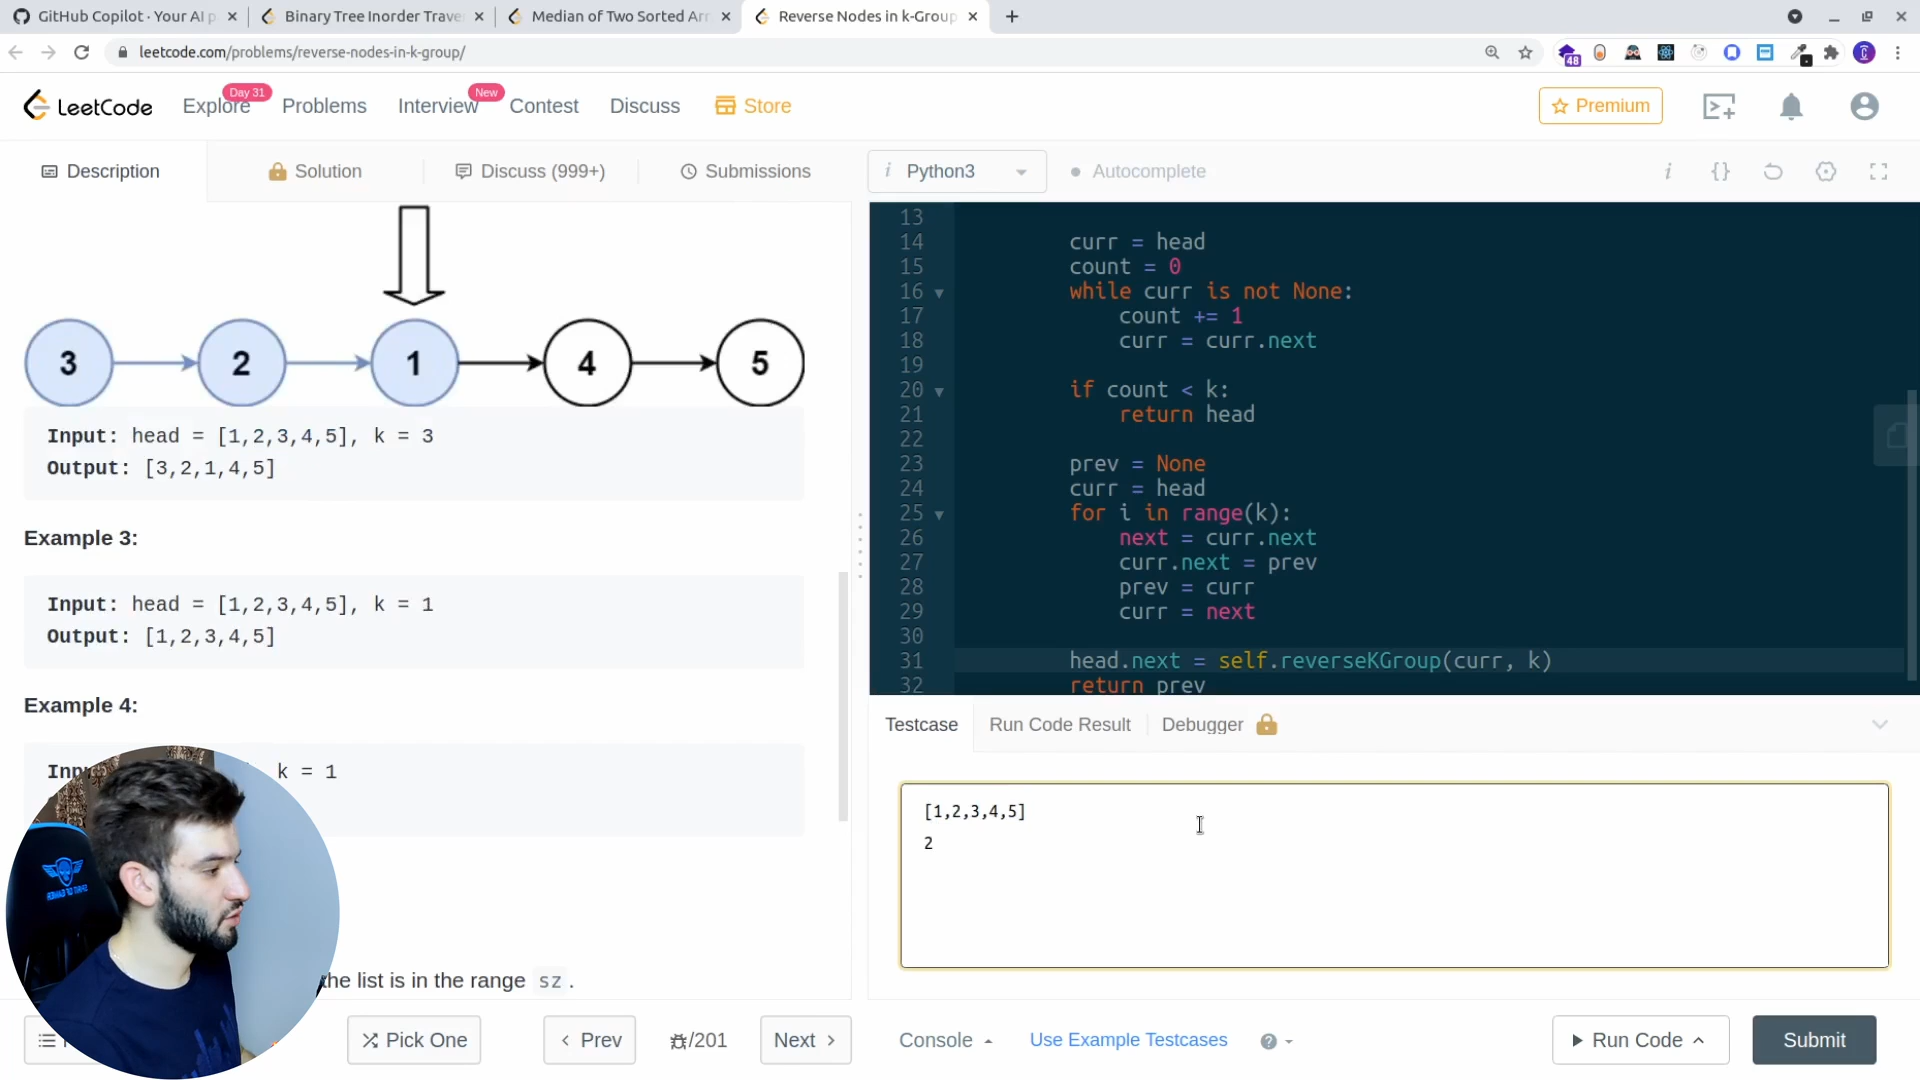 GitHub Copilot · Your AI p
Binary Tree Inorder Trave
Median of Two Sorted Arr
Reverse Nodes in k-Group
leetcode.com/problems/reverse-nodes-in-k-group/
48
LeetCode
Explore
Day 31
Problems
Interview
New
Contest
Discuss
Store
Premium
Description
Solution
Discuss (999+)
Submissions
i Python3
Autocomplete
i {}
3 2 1 4 5
Input: head = [1,2,3,4,5], k = 3
Output: [3,2,1,4,5]
Example 3:
Input: head = [1,2,3,4,5], k = 1
Output: [1,2,3,4,5]
Example 4:
k = 1
the list is in the range sz .
13
14 curr = head
15 count = 0
16 while curr is not None:
17 count += 1
18 curr = curr.next
19
20 if count < k:
21 return head
22
23 prev = None
24 curr = head
25 for i in range(k):
26 next = curr.next
27 curr.next = prev
28 prev = curr
29 curr = next
30
31 head.next = self.reverseKGroup(curr, k)
32 return prev
Testcase
Run Code Result
Debugger
[1,2,3,4,5]
2
Pick One
Prev
/201
Next
Console
Use Example Testcases
?
Run Code
Submit